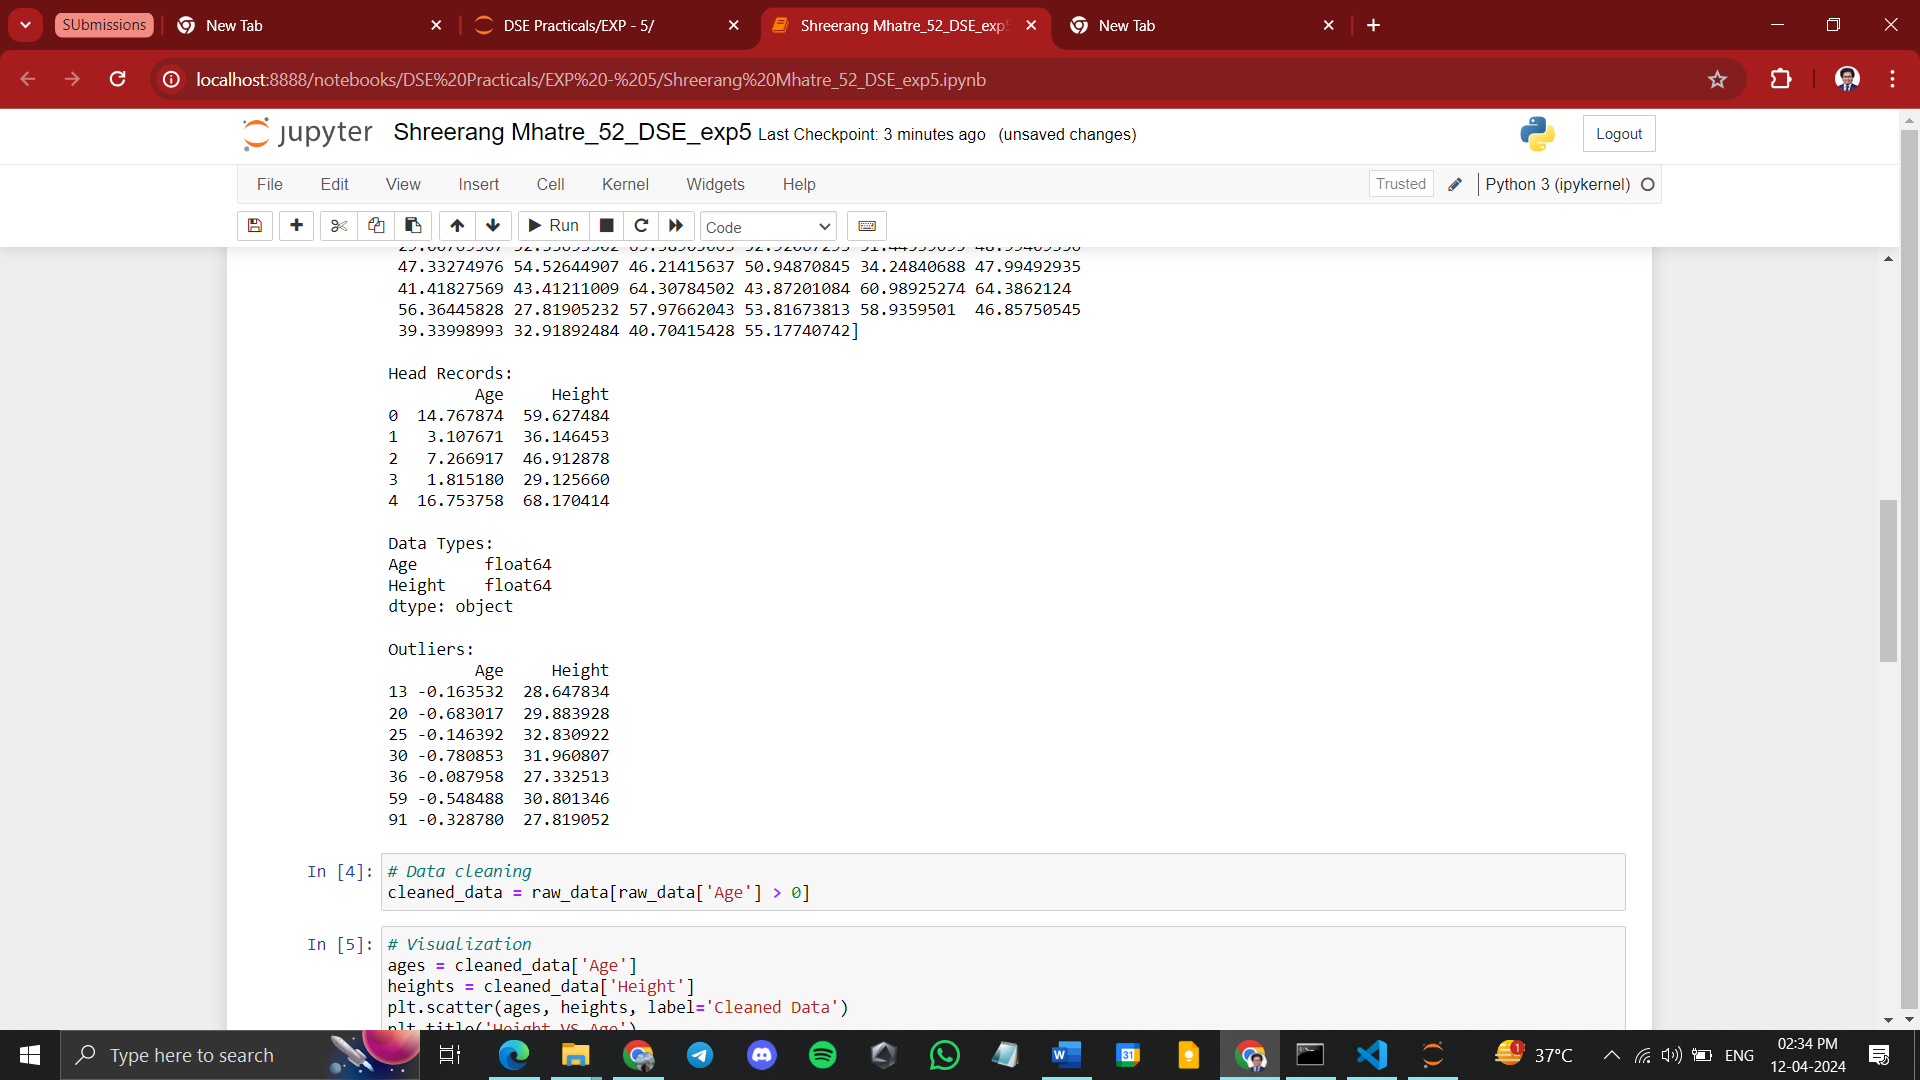 SUbmissions
New Tab
DSE Practicals/EXP - 5/
Shreerang Mhatre_52_DSE_exp5
New Tab
localhost:8888/notebooks/DSE%20Practicals/EXP%20-%205/Shreerang%20Mhatre_52_DSE_exp5.ipynb
jupyter Shreerang Mhatre_52_DSE_exp5 Last Checkpoint: 3 minutes ago (unsaved changes)
Logout
File Edit View Insert Cell Kernel Widgets Help
Trusted
Python 3 (ipykernel)
Run
Code
47.33274976 54.52644907 46.21415637 50.94870845 34.24840688 47.99492935
41.41827569 43.41211009 64.30784502 43.87201084 60.98925274 64.3862124
56.36445828 27.81905232 57.97662043 53.81673813 58.9359501 46.85750545
39.33998993 32.91892484 40.70415428 55.17740742]
Head Records:
Age Height
0 14.767874 59.627484
1 3.107671 36.146453
2 7.266917 46.912878
3 1.815180 29.125660
4 16.753758 68.170414
Data Types:
Age float64
Height float64
dtype: object
Outliers:
Age Height
13 -0.163532 28.647834
20 -0.683017 29.883928
25 -0.146392 32.830922
30 -0.780853 31.960807
36 -0.087958 27.332513
59 -0.548488 30.801346
91 -0.328780 27.819052
In [4]: # Data cleaning
cleaned_data = raw_data[raw_data['Age'] > 0]
In [5]: # Visualization
ages = cleaned_data['Age']
heights = cleaned_data['Height']
plt.scatter(ages, heights, label='Cleaned Data')
plt.title('Height VS Age')
Type here to search
31
1
37°C
ENG
02:34 PM
12-04-2024